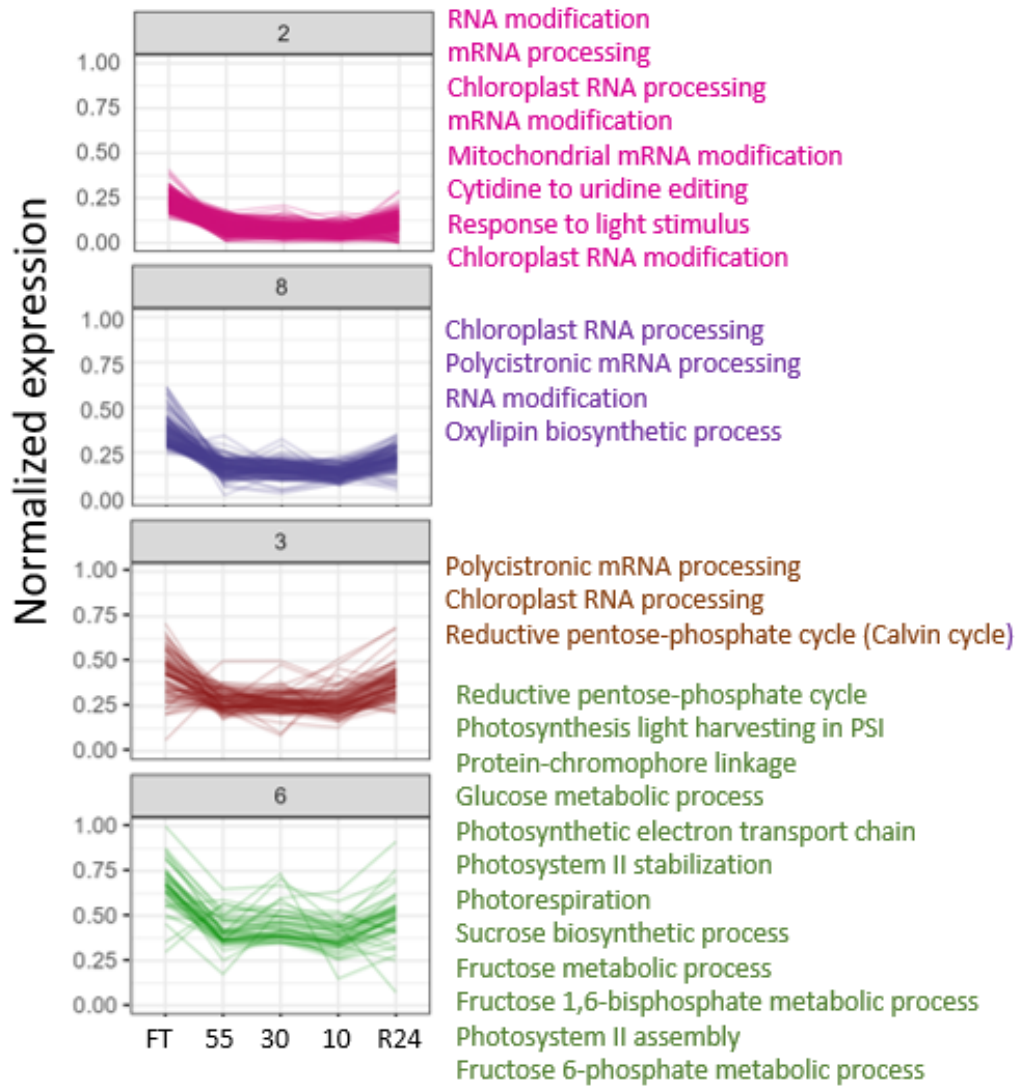 Normalized expression
2
1.00
0.75
0.50
0.25
0.00
RNA modification
mRNA processing
Chloroplast RNA processing
mRNA modification
Mitochondrial mRNA modification
Cytidine to uridine editing
Response to light stimulus
Chloroplast RNA modification
8
1.00
0.75
0.50
0.25
0.00
Chloroplast RNA processing
Polycistronic mRNA processing
RNA modification
Oxylipin biosynthetic process
3
1.00
0.75
0.50
0.25
0.00
Polycistronic mRNA processing
Chloroplast RNA processing
Reductive pentose-phosphate cycle (Calvin cycle)
6
1.00
0.75
0.50
0.25
0.00
Reductive pentose-phosphate cycle
Photosynthesis light harvesting in PSI
Protein-chromophore linkage
Glucose metabolic process
Photosynthetic electron transport chain
Photosystem II stabilization
Photorespiration
Sucrose biosynthetic process
Fructose metabolic process
Fructose 1,6-bisphosphate metabolic process
Photosystem II assembly
Fructose 6-phosphate metabolic process
FT 55 30 10 R24